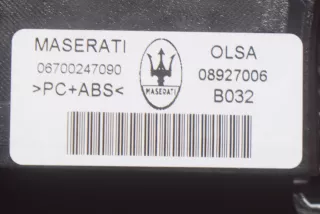 MASERATI
06700247090
>PC+ABS<
MASERATI
OLSA
08927006
B032